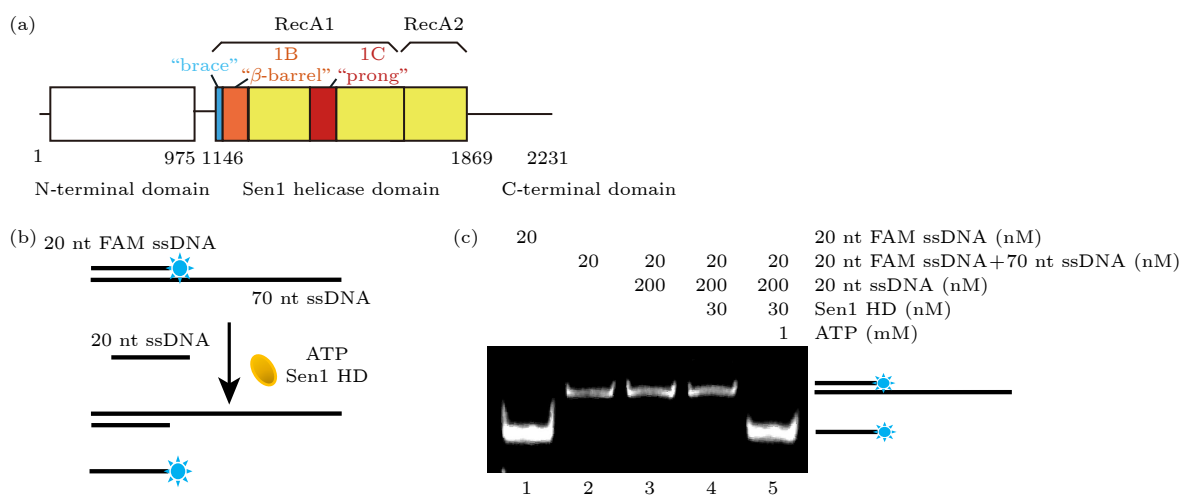 (a)
RecA1
RecA2
1B
1C
“brace”
“β-barrel”
“prong”
1
975
1146
1869
2231
N-terminal domain
Sen1 helicase domain
C-terminal domain
(b)
20 nt FAM ssDNA
70 nt ssDNA
20 nt ssDNA
ATP
Sen1 HD
(c)
20 20 nt FAM ssDNA (nM)
20 20 20 20 20 nt FAM ssDNA+70 nt ssDNA (nM)
200 200 200 20 nt ssDNA (nM)
30 30 Sen1 HD (nM)
1 ATP (mM)
1 2 3 4 5